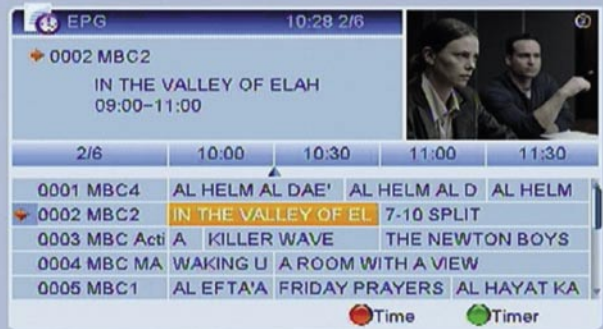 EPG 10:28 2/6
0002 MBC2
IN THE VALLEY OF ELAH
09:00-11:00
2/6 10:00 10:30 11:00 11:30
0001 MBC4 AL HELM AL DAE' AL HELM AL D AL HELM
0002 MBC2 IN THE VALLEY OF EL 7-10 SPLIT
0003 MBC Acti A KILLER WAVE THE NEWTON BOYS
0004 MBC MA WAKING U A ROOM WITH A VIEW
0005 MBC1 AL EFTA'A FRIDAY PRAYERS AL HAYAT KA
Time Timer